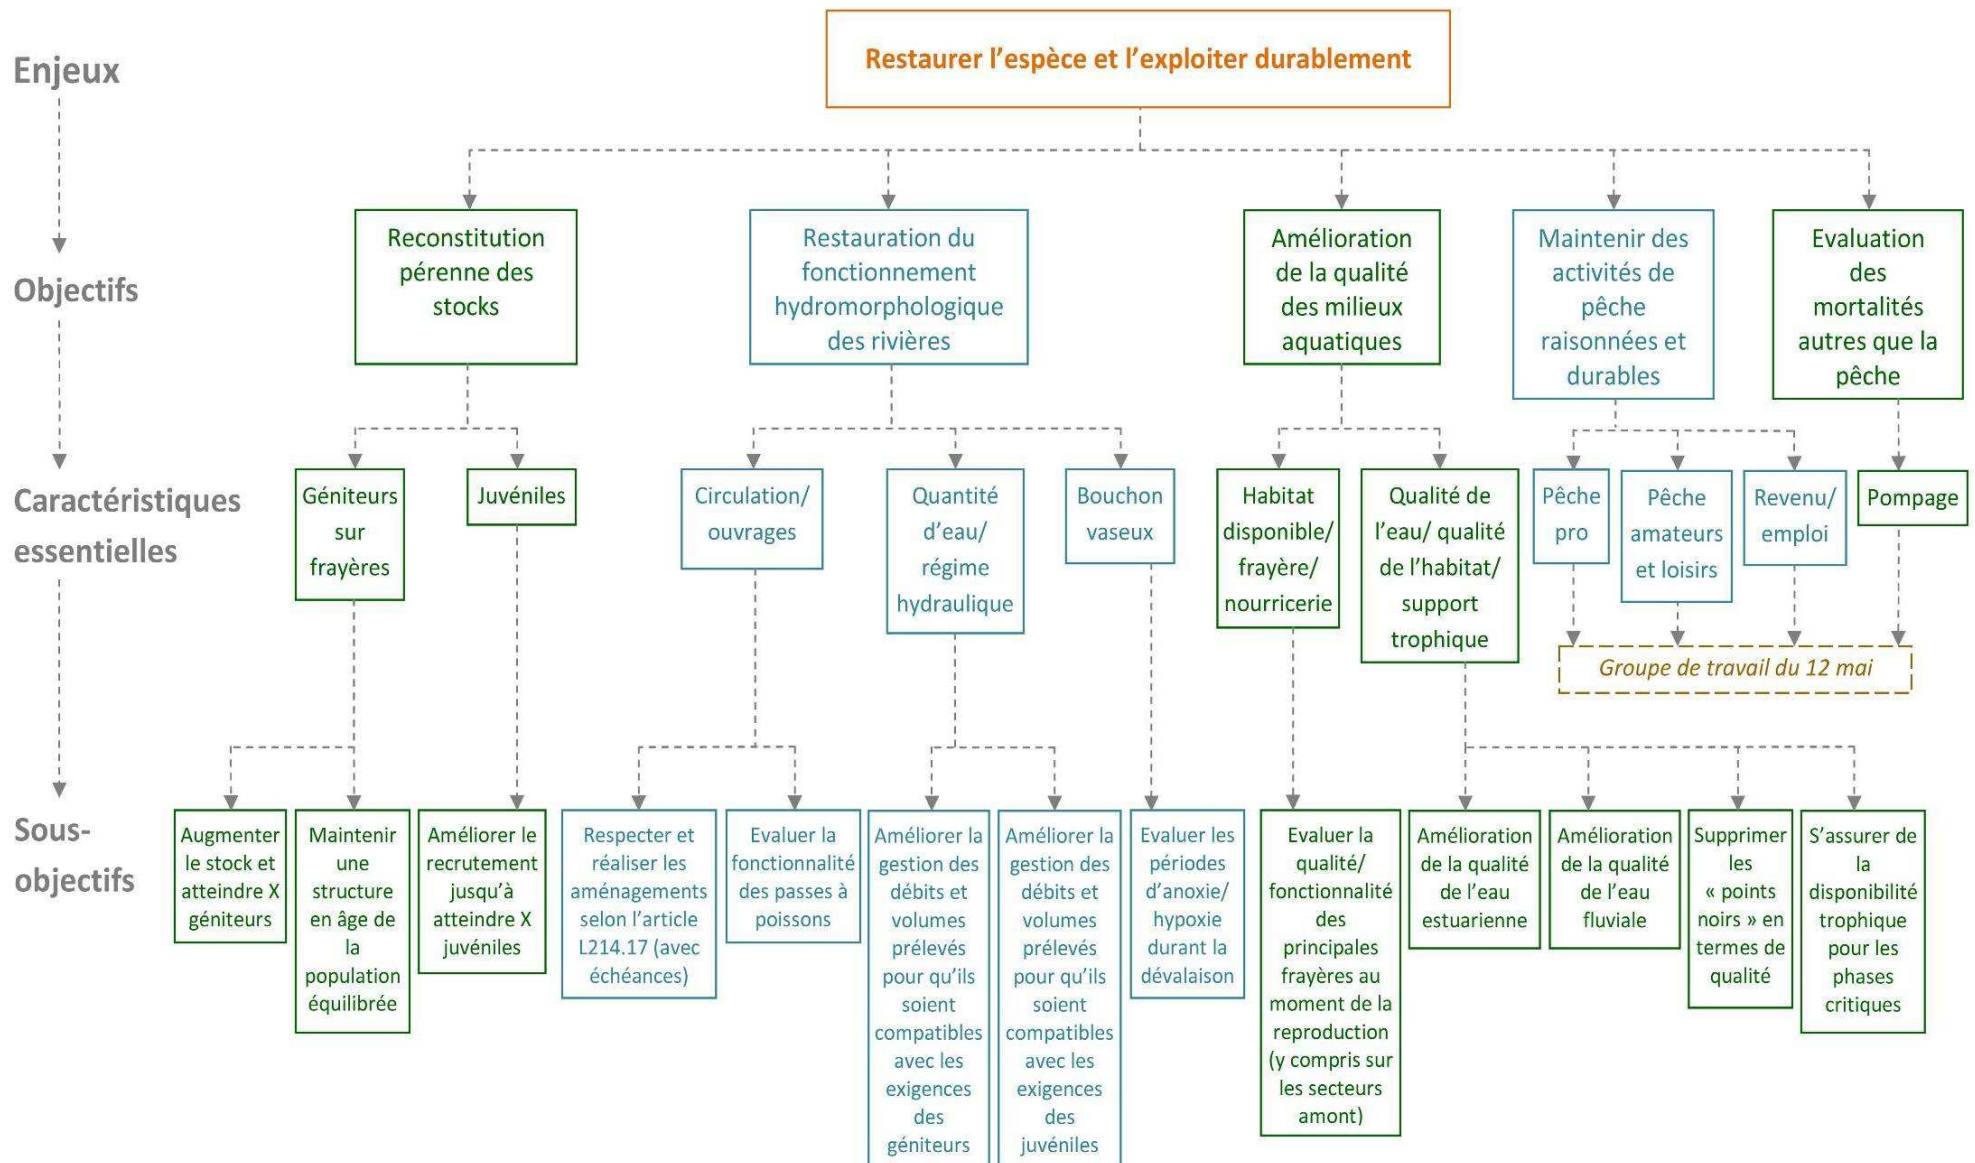 Enjeux
Restaurer l’espèce et l’exploiter durablement
Objectifs
Reconstitution
pérenne des
stocks
Restauration du
fonctionnement
hydromorphologique
des rivières
Amélioration
de la qualité
des milieux
aquatiques
Maintenir des
activités de
pêche
raisonnées et
durables
Evaluation
des
mortalités
autres que la
pêche
Caractéristiques
essentielles
Géniteurs
sur
frayères
Juvéniles
Circulation/
ouvrages
Quantité
d’eau/
régime
hydraulique
Bouchon
vaseux
Habitat
disponible/
frayère/
nourricerie
Qualité de
l’eau/ qualité
de l’habitat/
support
trophique
Pêche
pro
Pêche
amateurs
et loisirs
Revenu/
emploi
Pompage
Groupe de travail du 12 mai
Sous-
objectifs
Augmenter
le stock et
atteindre X
géniteurs
Maintenir
une
structure
en âge de
la
population
équilibrée
Améliorer le
recrutement
jusqu’à
atteindre X
juvéniles
Respecter et
réaliser les
aménagements
selon l’article
L214.17 (avec
échéances)
Evaluer la
fonctionnalité
des passes à
poissons
Améliorer la
gestion des
débits et
volumes
prélevés
pour qu’ils
soient
compatibles
avec les
exigences
des
géniteurs
Améliorer la
gestion des
débits et
volumes
prélevés
pour qu’ils
soient
compatibles
avec les
exigences
des
juvéniles
Evaluer les
périodes
d’anoxie/
hypoxie
durant la
dévalaison
Evaluer la
qualité/
fonctionnalité
des
principales
frayères au
moment de la
reproduction
(y compris sur
les secteurs
amont)
Amélioration
de la qualité
de l’eau
estuarienne
Amélioration
de la qualité
de l’eau
fluviale
Supprimer
les
« points
noirs » en
termes de
qualité
S’assurer de
la
disponibilité
trophique
pour les
phases
critiques